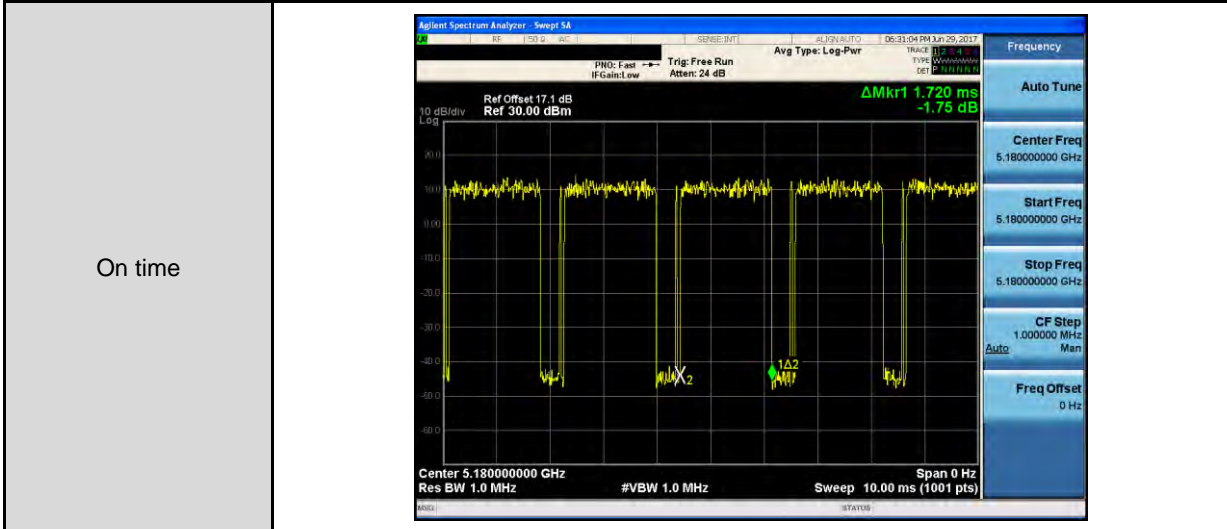 On time
Agilent Spectrum Analyzer - Swept SA
RF 50 Ω AC SENSE:INT ALIGN AUTO 06:31:04 PM Jun 29, 2017
Avg Type: Log-Pwr TRACE 1 2 3 4 5 6
PNO: Fast Trig: Free Run TYPE
IFGain:Low Atten: 24 dB DET P N N N N N
ΔMkr1 1.720 ms
-1.75 dB
Ref Offset 17.1 dB
10 dB/div Ref 30.00 dBm
Log
20.0
10.0
0.00
-10.0
-20.0
-30.0
-40.0
-50.0
-60.0
1Δ2
X2
Center 5.180000000 GHz Span 0 Hz
Res BW 1.0 MHz #VBW 1.0 MHz Sweep 10.00 ms (1001 pts)
MSG STATUS
Frequency
Auto Tune
Center Freq
5.180000000 GHz
Start Freq
5.180000000 GHz
Stop Freq
5.180000000 GHz
CF Step
1.000000 MHz
Auto Man
Freq Offset
0 Hz